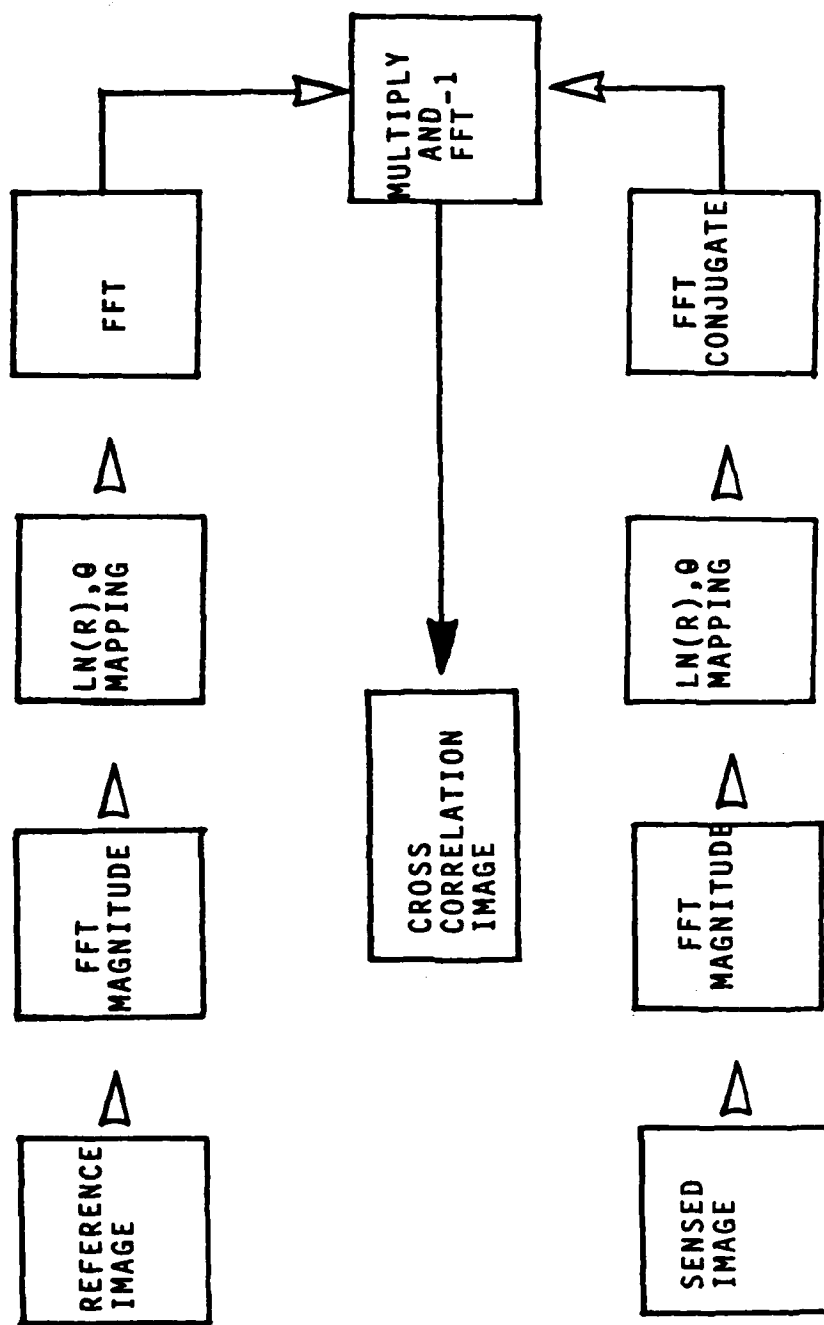 REFERENCE
IMAGE
FFT
MAGNITUDE
LN(R),θ
MAPPING
FFT
MULTIPLY
AND
FFT-1
CROSS
CORRELATION
IMAGE
SENSED
IMAGE
FFT
MAGNITUDE
LN(R),θ
MAPPING
FFT
CONJUGATE